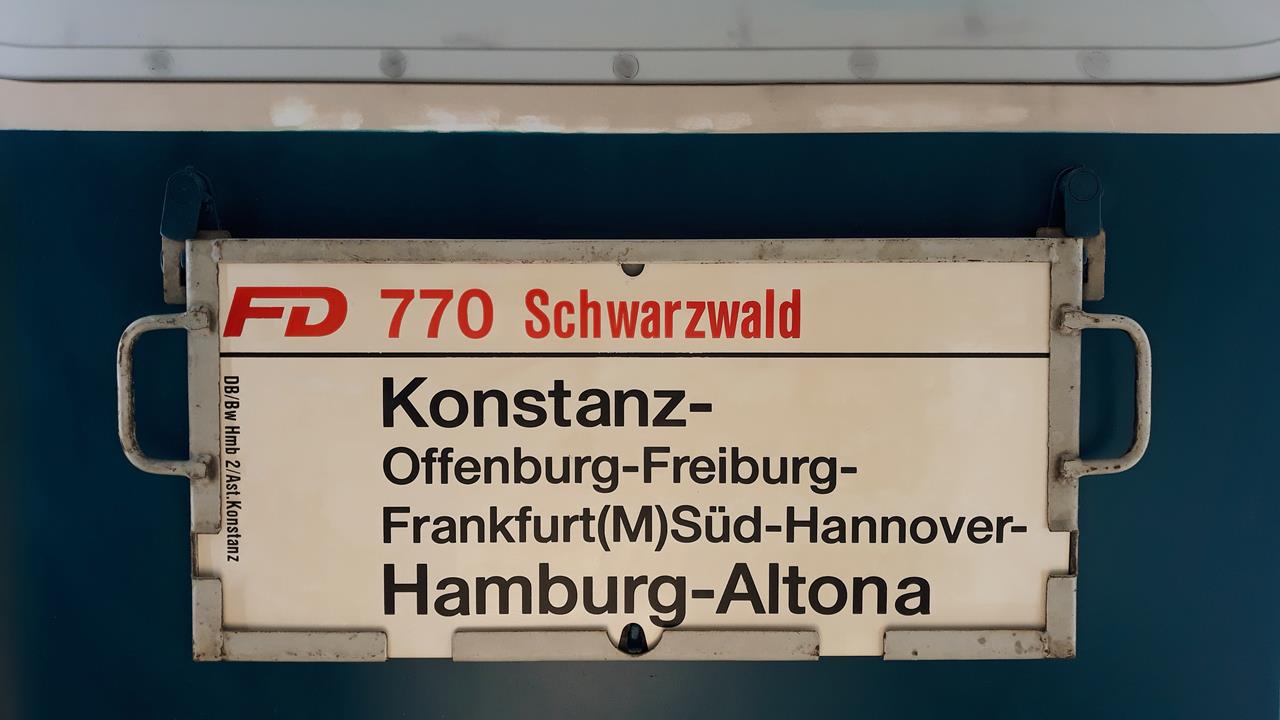 FD 770 Schwarzwald
Konstanz-
Offenburg-Freiburg-
Frankfurt(M)Süd-Hannover-
Hamburg-Altona
DB/Bw Hmb 2/Ast.Konstanz